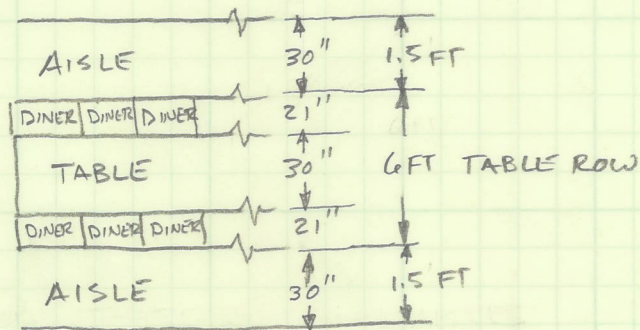 AISLE 30" 1.5 FT
DINER DINER DINER 21"
TABLE 30" 6FT TABLE ROW
DINER DINER DINER 21"
AISLE 30" 1.5 FT